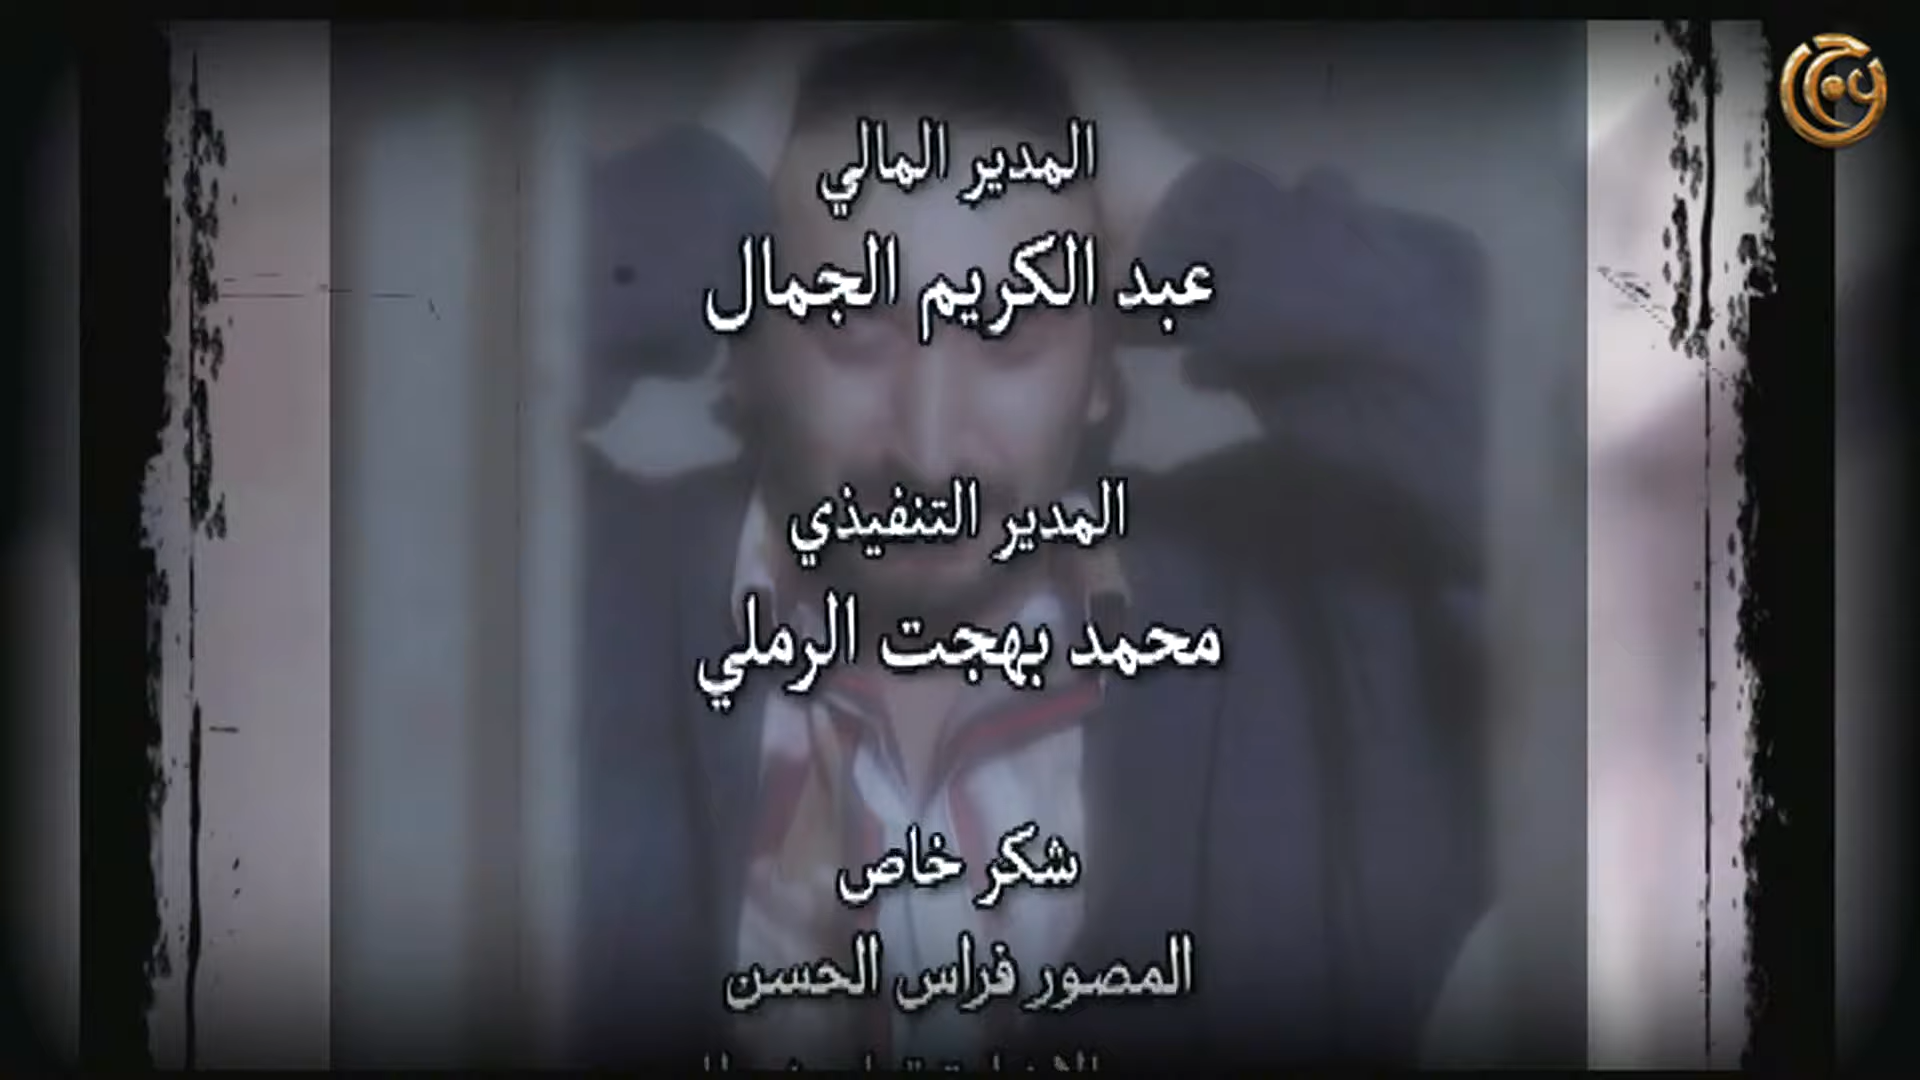 المدير المالي
عبد الكريم الجمال
المدير التنفيذي
محمد بهجت الرملي
شكر خاص
المصور فراس الحسن